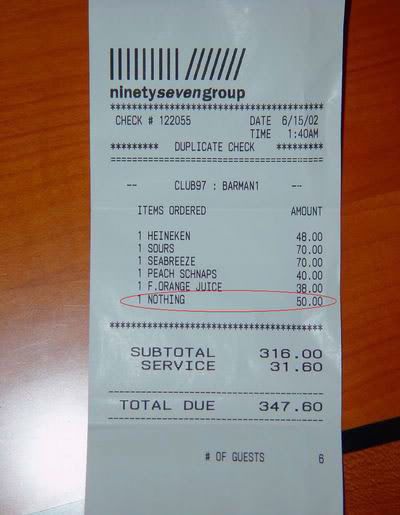 ninetysevengroup
*********************************
CHECK # 122055 DATE 6/15/02
TIME 1:40AM
********* DUPLICATE CHECK *********
===================================
-- CLUB97 : BARMAN1 --
ITEMS ORDERED AMOUNT
1 HEINEKEN 48.00
1 SOURS 70.00
1 SEABREEZE 70.00
1 PEACH SCHNAPS 40.00
1 F.ORANGE JUICE 38.00
1 NOTHING 50.00
*********************************
SUBTOTAL 316.00
SERVICE 31.60
-----------------------------------
TOTAL DUE 347.60
-----------------------------------
# OF GUESTS 6